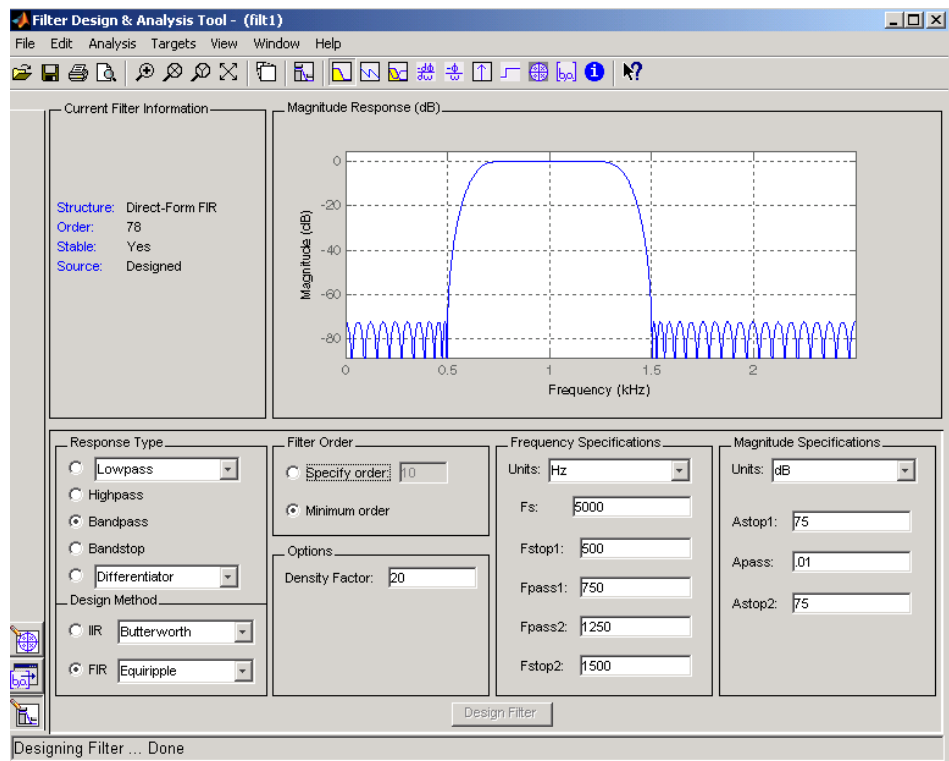 Filter Design & Analysis Tool - (filt1)
File Edit Analysis Targets View Window Help
Current Filter Information
Structure: Direct-Form FIR
Order: 78
Stable: Yes
Source: Designed
Magnitude Response (dB)
Magnitude (dB)
0
-20
-40
-60
-80
0 0.5 1 1.5 2
Frequency (kHz)
Response Type
Lowpass
Highpass
Bandpass
Bandstop
Differentiator
Design Method
IIR Butterworth
FIR Equiripple
Filter Order
Specify order: 10
Minimum order
Options
Density Factor: 20
Frequency Specifications
Units: Hz
Fs: 5000
Fstop1: 500
Fpass1: 750
Fpass2: 1250
Fstop2: 1500
Magnitude Specifications
Units: dB
Astop1: 75
Apass: .01
Astop2: 75
Design Filter
Designing Filter ... Done